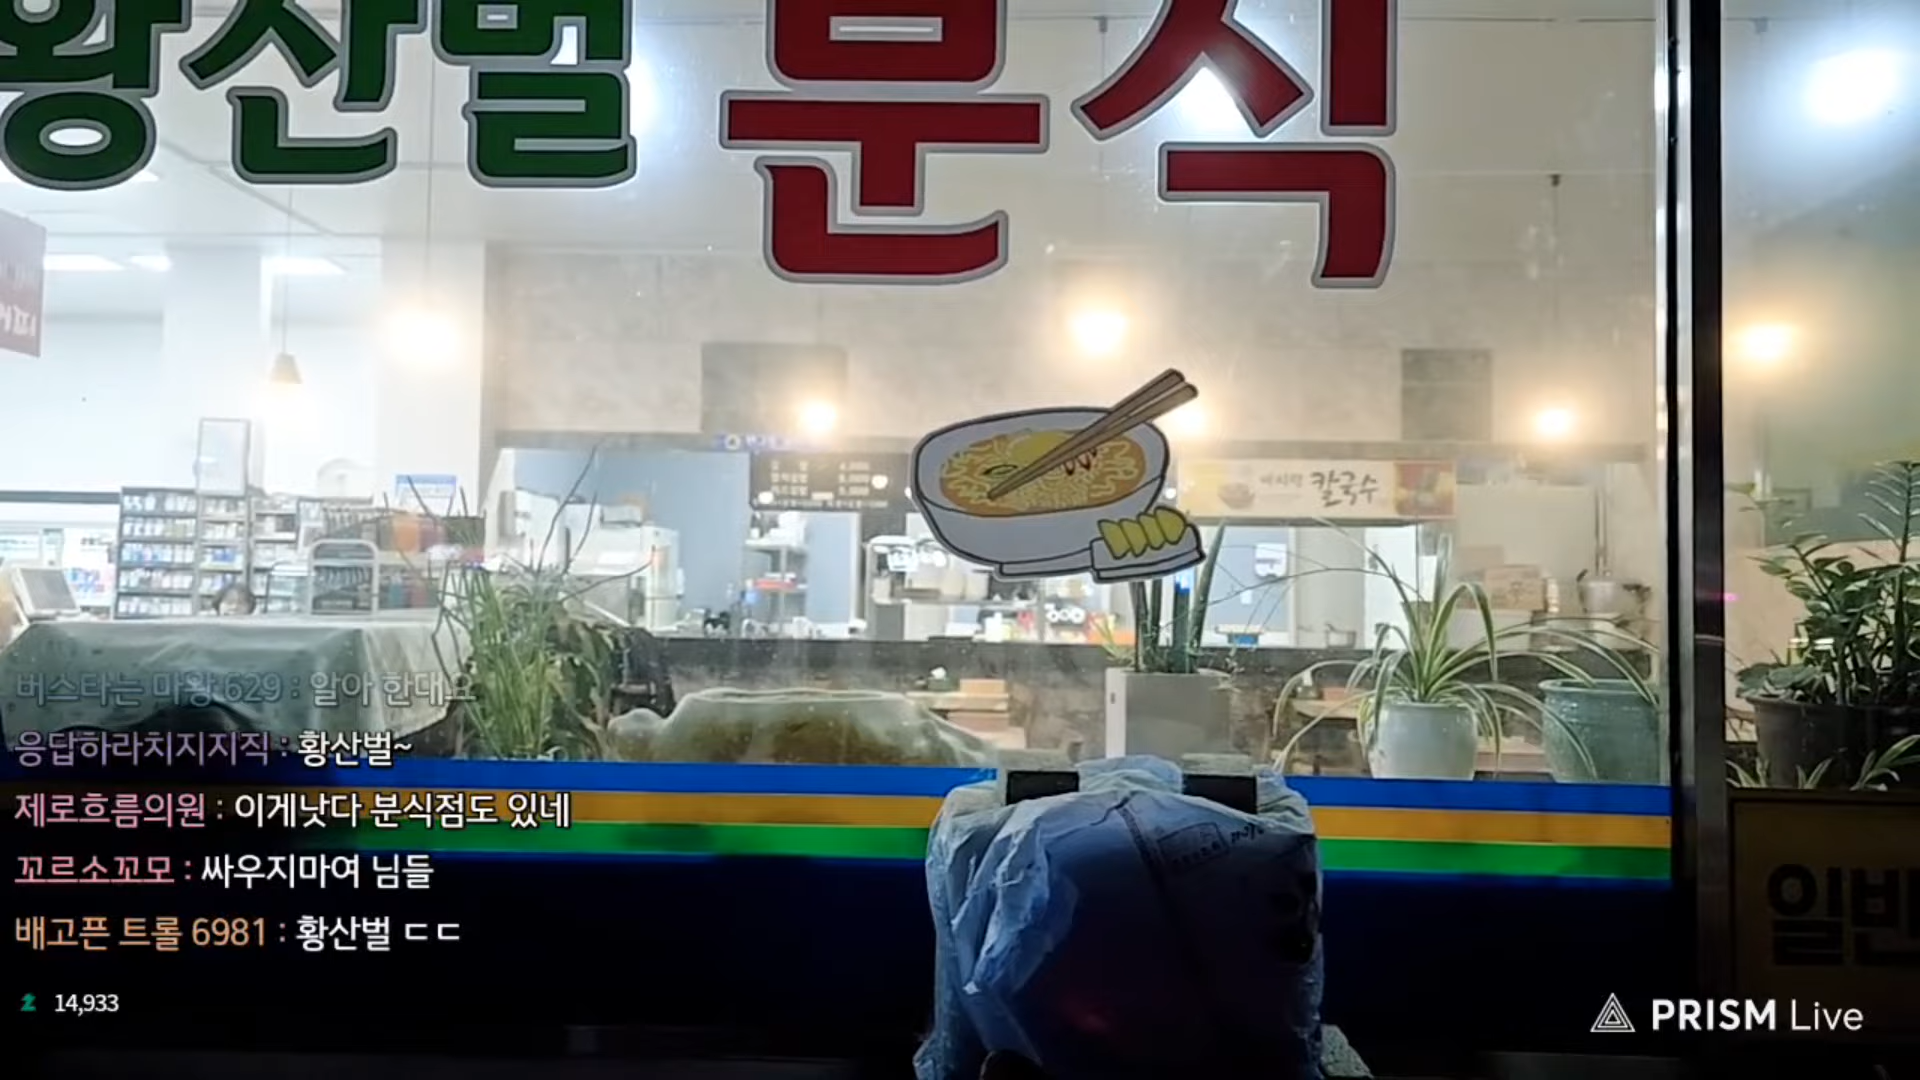 황산벌 분식
커피
칼국수
버스타는 마왕 629 : 알아 한대요
응답하라치지지직 : 황산벌~
제로흐름의원 : 이게낫다 분식점도 있네
꼬르소꼬모 : 싸우지마여 님들
배고픈 트롤 6981 : 황산벌 ㄷㄷ
일반
14,933
PRISM Live